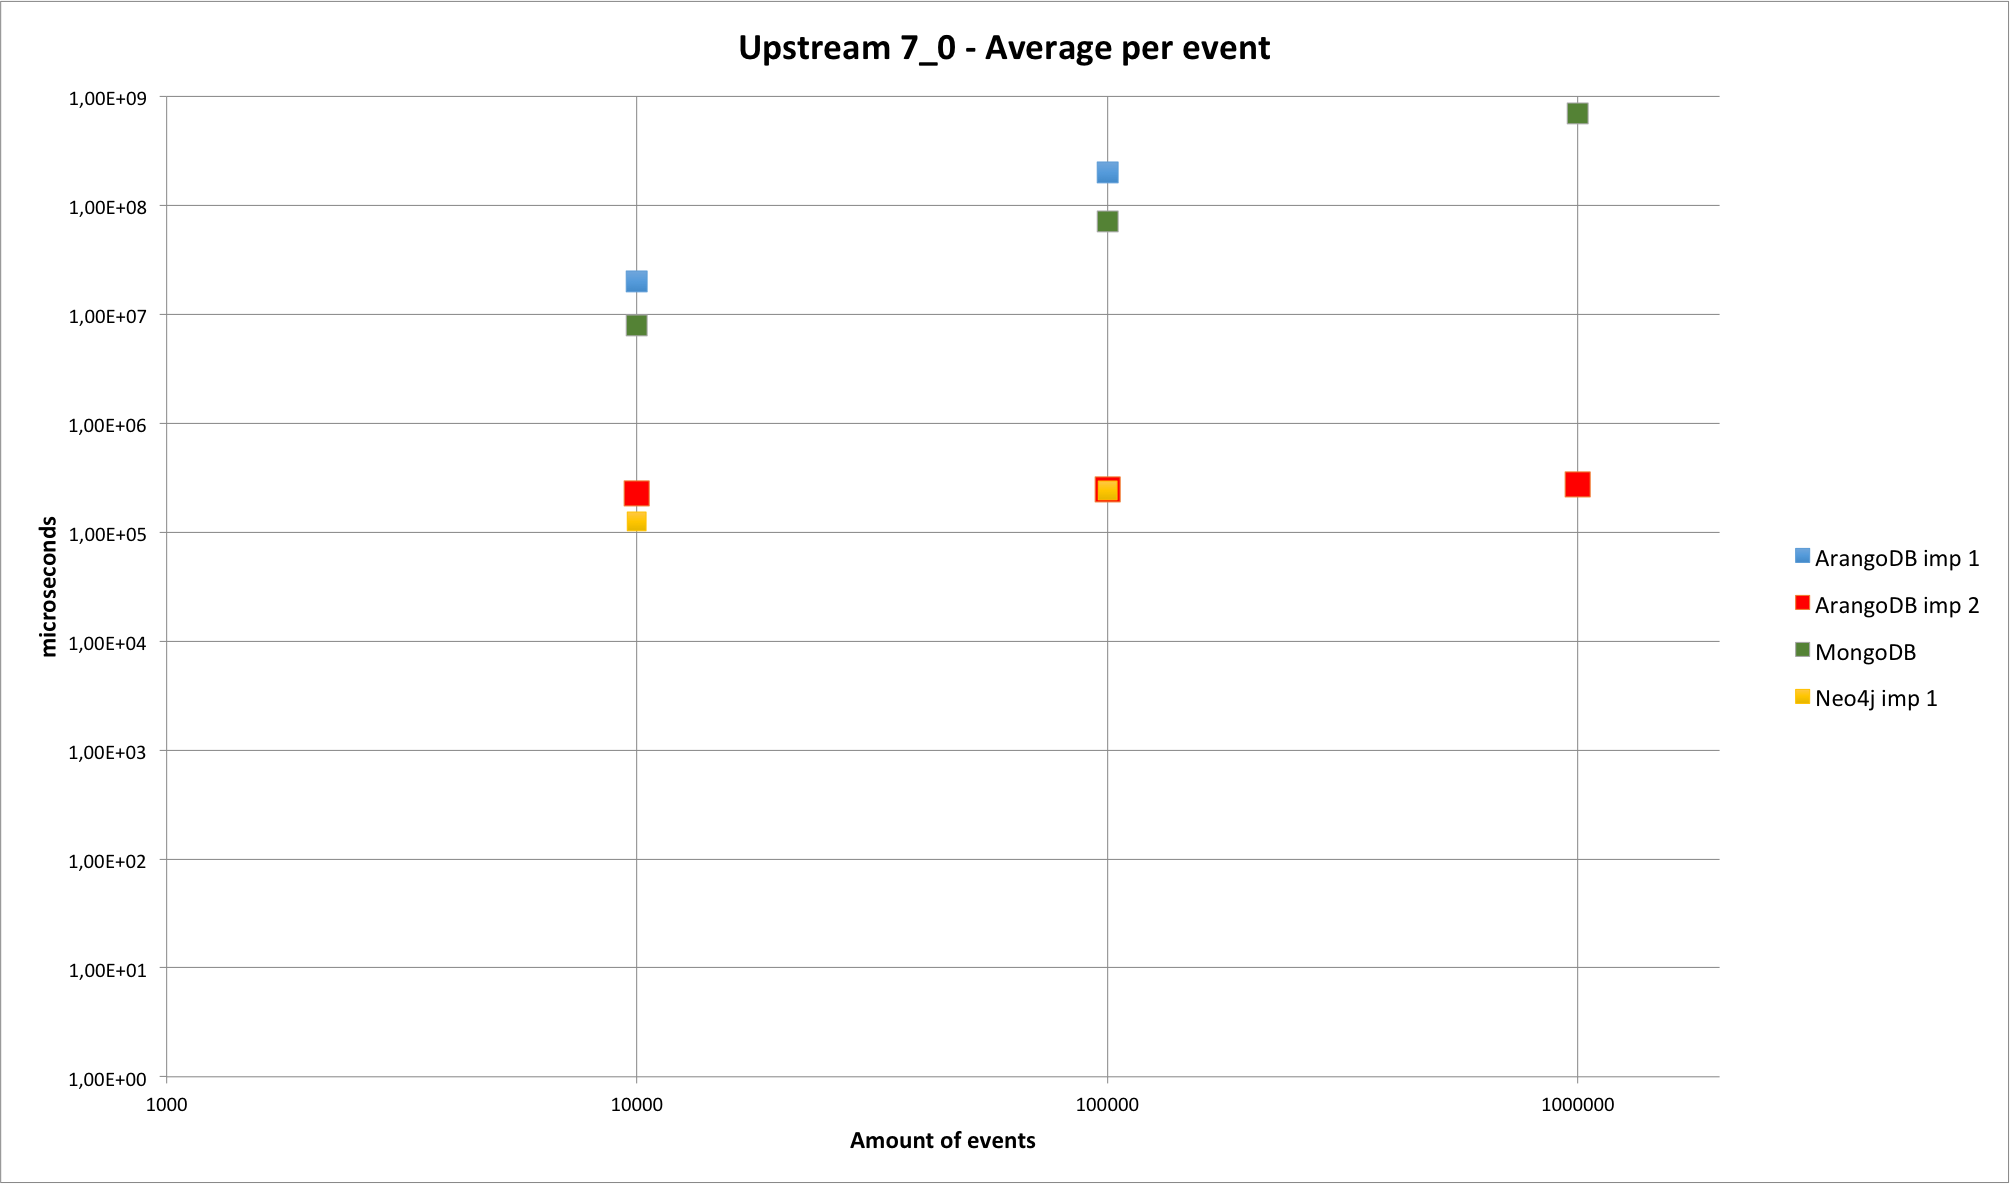 Upstream 7_0 - Average per event
1,00E+09
1,00E+08
1,00E+07
1,00E+06
1,00E+05
1,00E+04
1,00E+03
1,00E+02
1,00E+01
1,00E+00
microseconds
1000
10000
100000
1000000
Amount of events
ArangoDB imp 1
ArangoDB imp 2
MongoDB
Neo4j imp 1